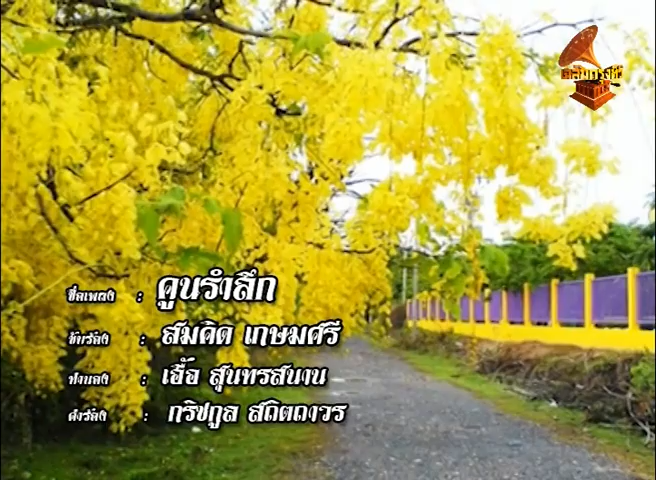 ชื่อเพลง : คูนรำลึก
ขับร้อง : สมคิด เกษมศรี
ทำนอง : เฮื้อ สุนทรสนาน
คำร้อง : กริชกูล สถิตถาวร